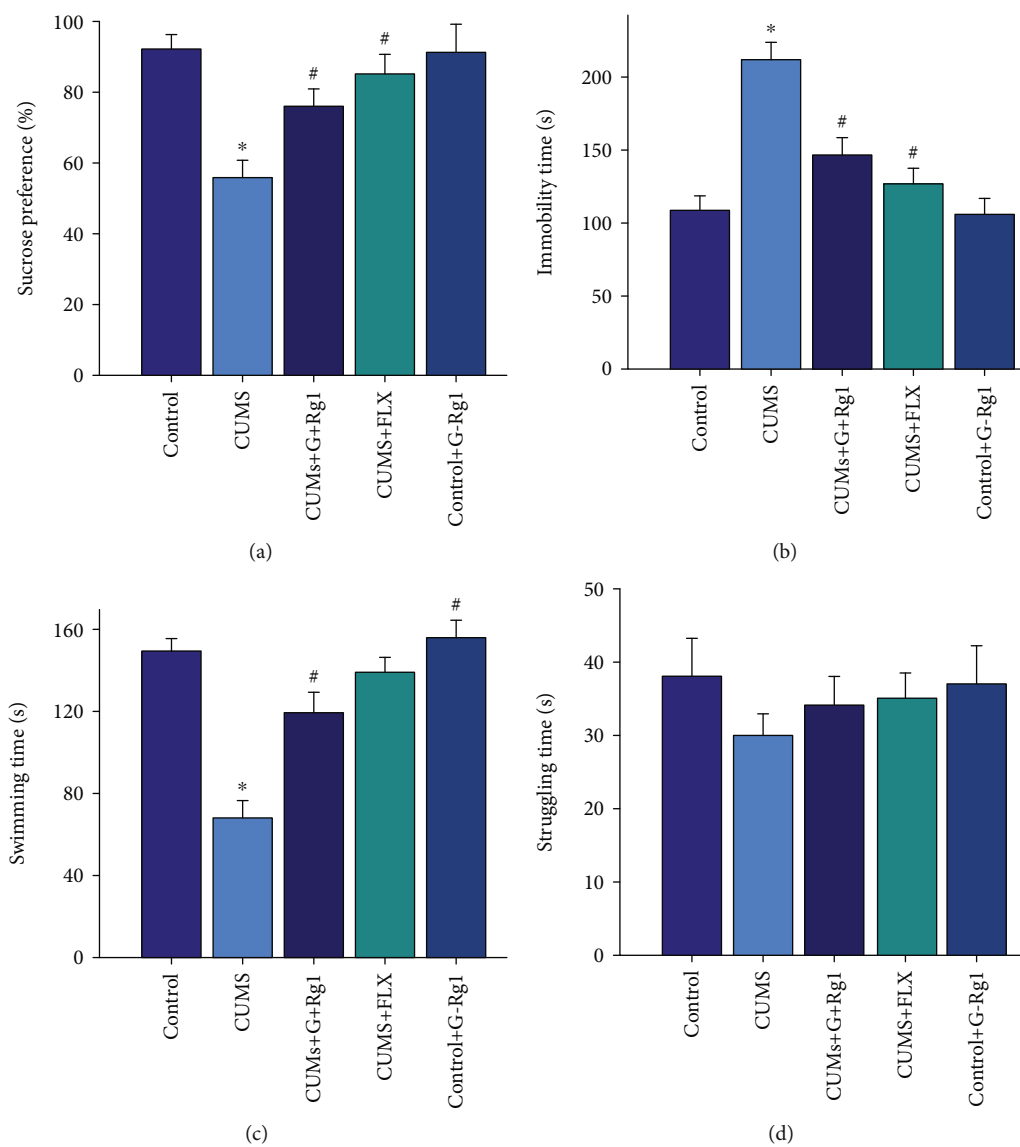 Sucrose preference (%)
100
80
60
40
20
0
*
#
#
Control
CUMS
CUMs+G+Rg1
CUMS+FLX
Control+G-Rg1
(a)
Immobility time (s)
200
150
100
50
0
*
#
#
Control
CUMS
CUMs+G+Rg1
CUMS+FLX
Control+G-Rg1
(b)
Swimming time (s)
160
120
80
40
0
*
#
#
Control
CUMS
CUMs+G+Rg1
CUMS+FLX
Control+G-Rg1
(c)
Struggling time (s)
50
40
30
20
10
0
Control
CUMS
CUMs+G+Rg1
CUMS+FLX
Control+G-Rg1
(d)